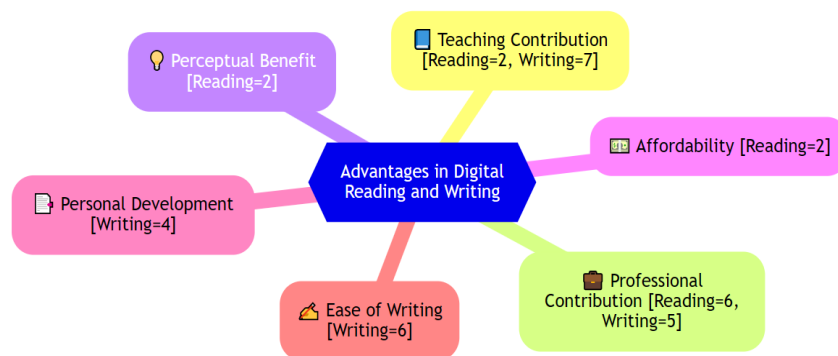 Teaching Contribution
[Reading=2, Writing=7]
Perceptual Benefit
[Reading=2]
Affordability [Reading=2]
Advantages in Digital
Reading and Writing
Personal Development
[Writing=4]
Professional
Contribution [Reading=6,
Writing=5]
Ease of Writing
[Writing=6]